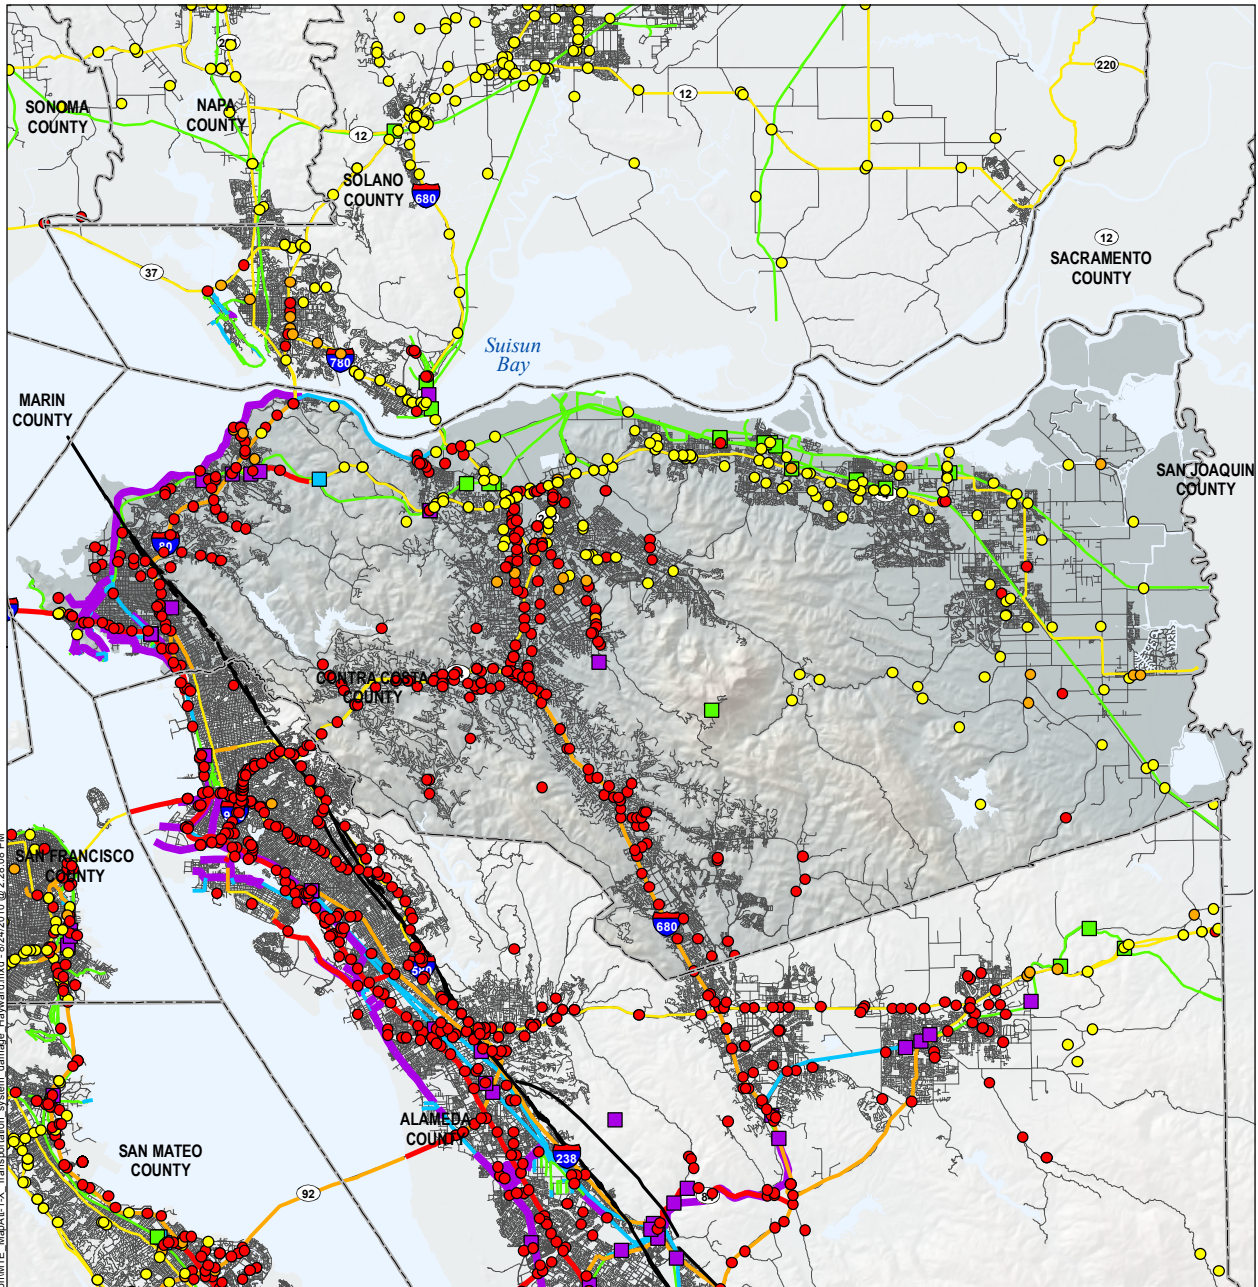 220
12
SONOMA
COUNTY
NAPA
COUNTY
12
SOLANO
COUNTY
680
12
SACRAMENTO
COUNTY
37
Suisun
Bay
780
MARIN
COUNTY
SAN JOAQUIN
COUNTY
80
CONTRA COSTA
COUNTY
SAN FRANCISCO
COUNTY
680
580
ALAMEDA
COUNTY
SAN MATEO
COUNTY
238
92